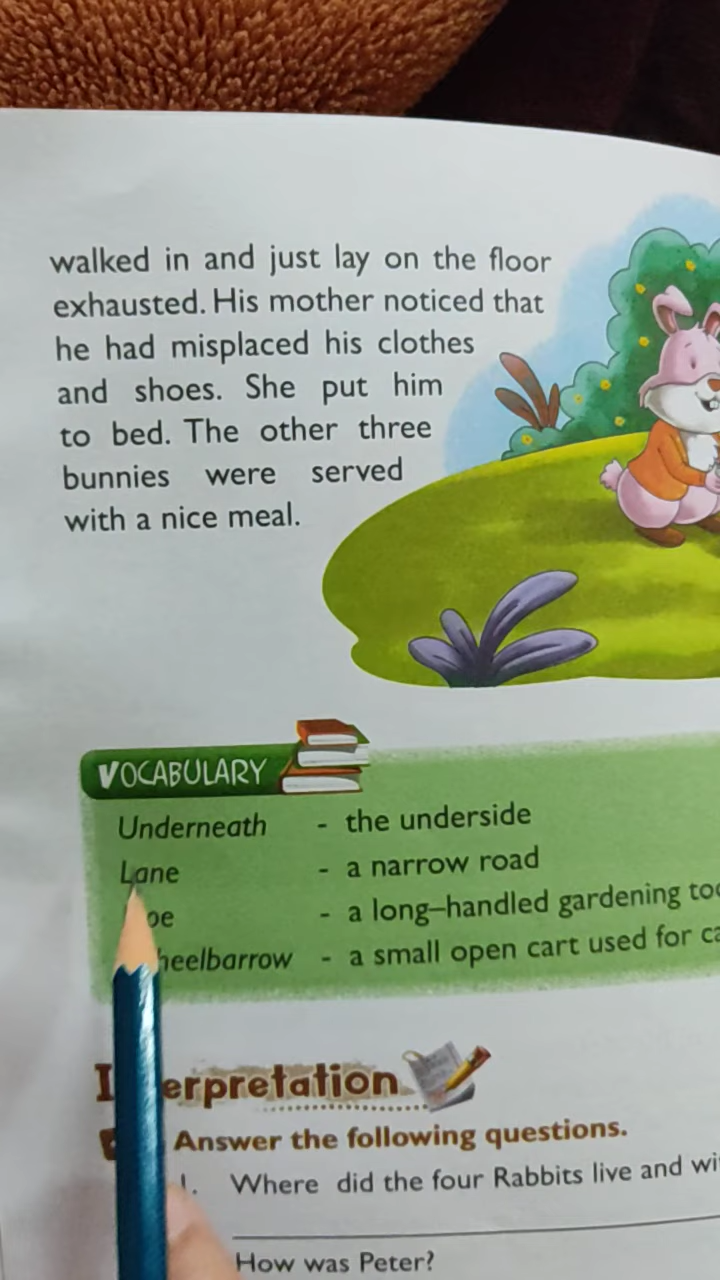 walked in and just lay on the floor
exhausted. His mother noticed that
he had misplaced his clothes
and shoes. She put him
to bed. The other three
bunnies were served
with a nice meal.
VOCABULARY
Underneath - the underside
Lane - a narrow road
oe - a long–handled gardening too
heelbarrow - a small open cart used for ca
I erpretation
Answer the following questions.
1. Where did the four Rabbits live and wi
How was Peter?